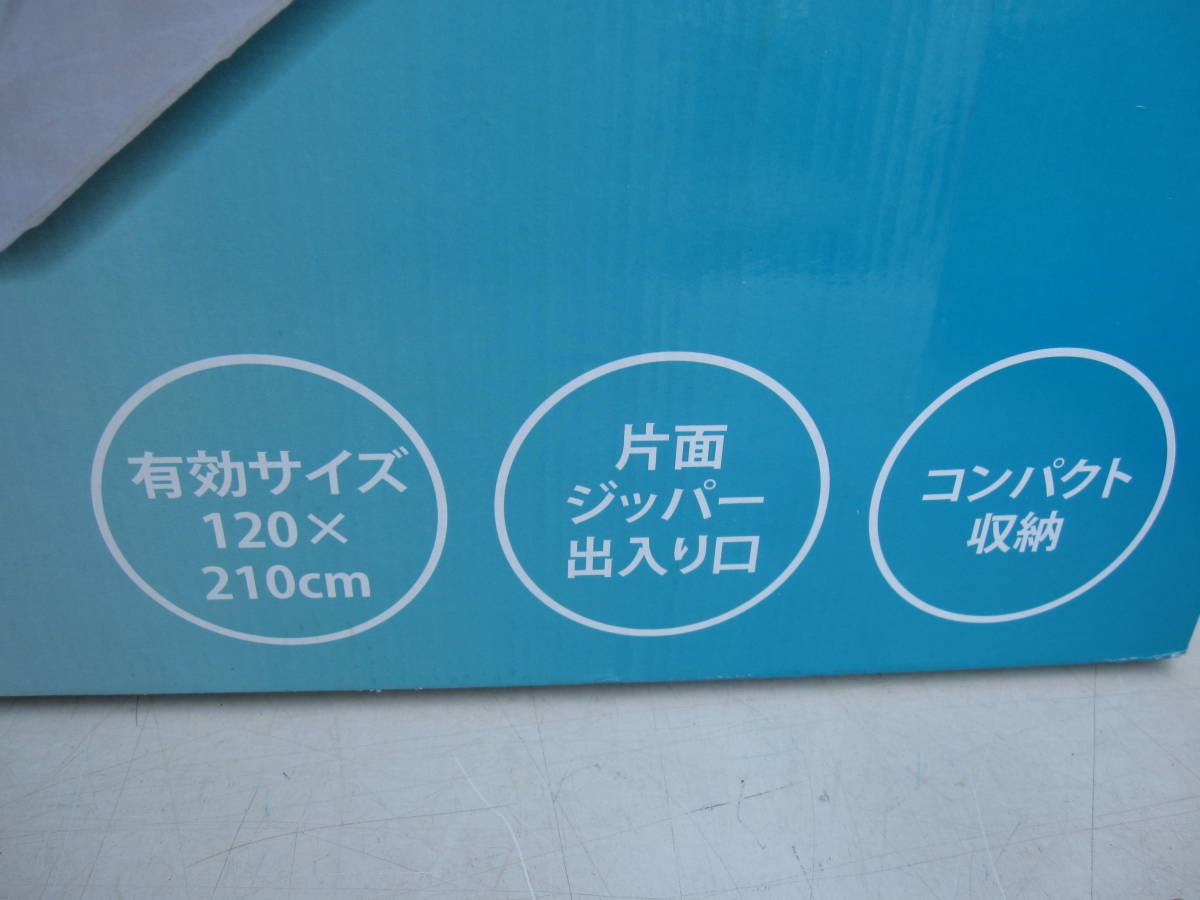 有効サイズ
120×
210cm
片面
ジッパー
出入り口
コンパクト
収納